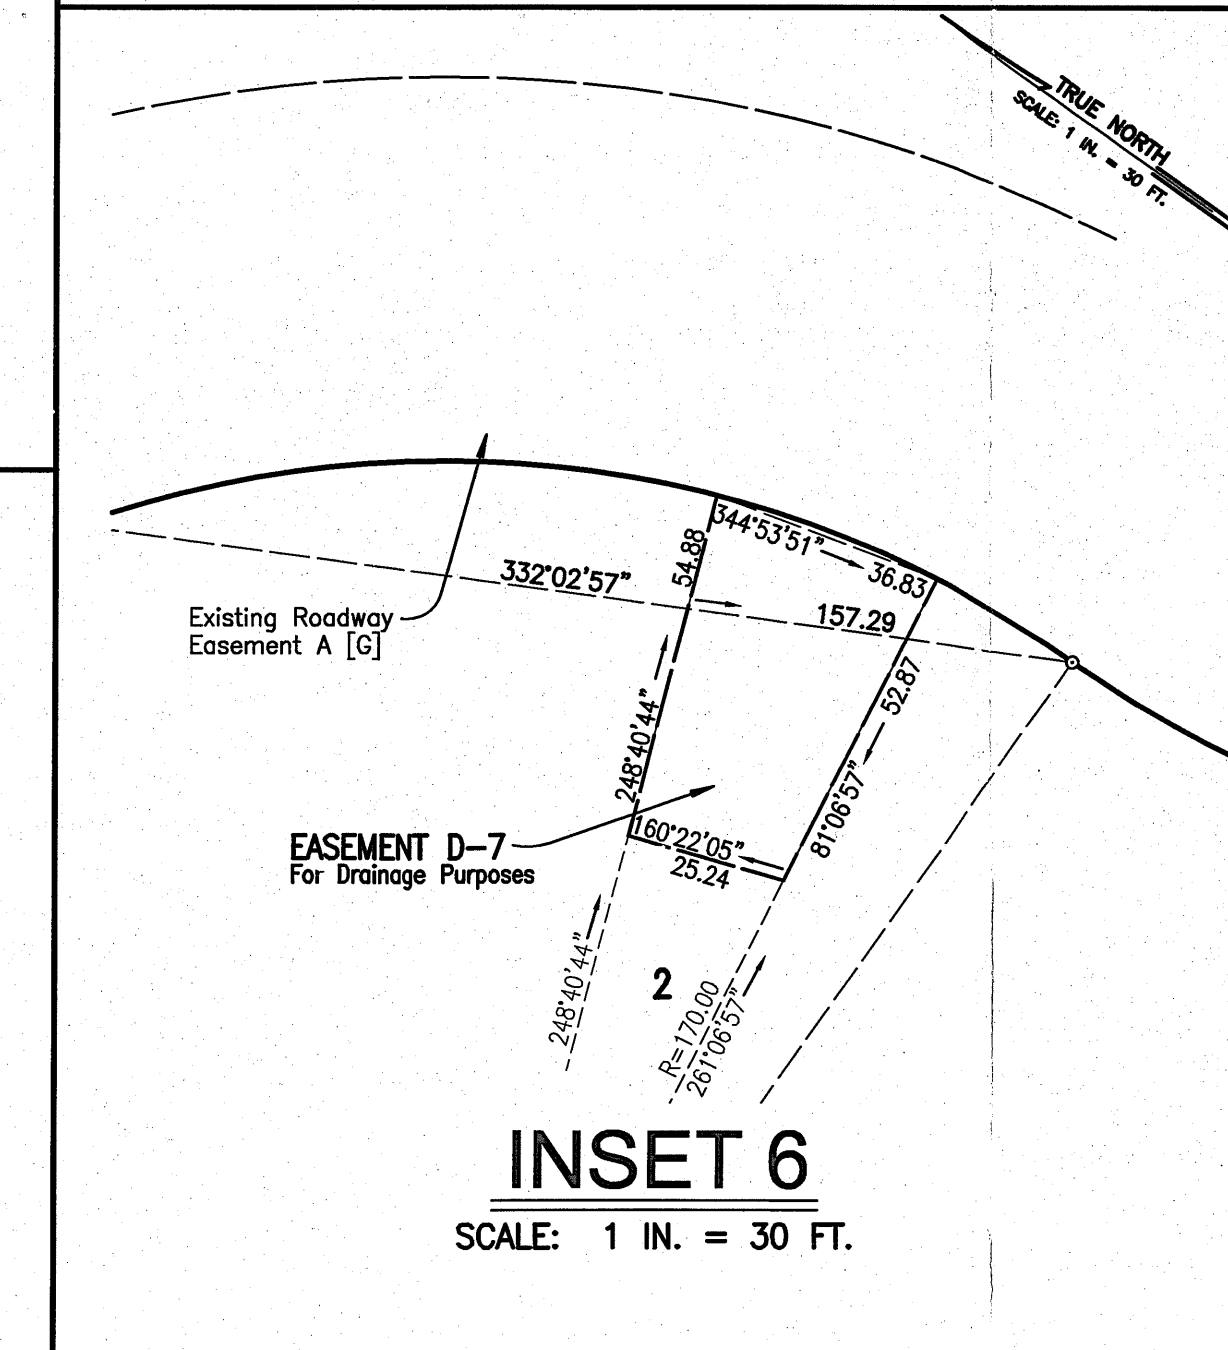 TRUE NORTH
SCALE: 1 IN. = 30 FT.
344°53'51"
36.83
54.88
332°02'57"
157.29
Existing Roadway
Easement A [G]
52.87
248°40'44"
81°06'57"
160°22'05"
25.24
EASEMENT D-7
For Drainage Purposes
248°40'44"
2
R=170.00
261°06'57"
INSET 6
SCALE: 1 IN. = 30 FT.